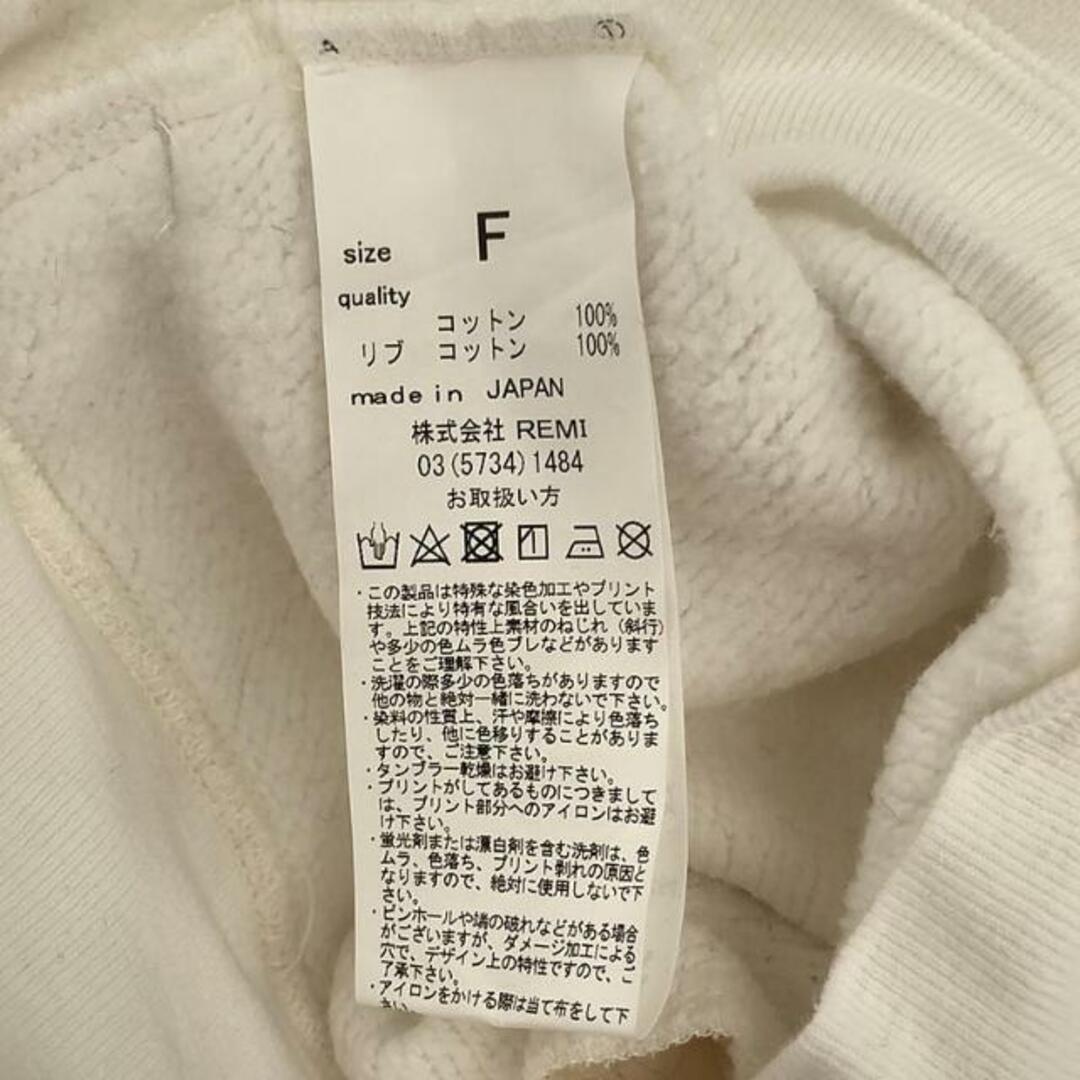 A ①
size F
quality
コットン 100%
リブ コットン 100%
made in JAPAN
株式会社 REMI
03(5734)1484
お取扱い方
・この製品は特殊な染色加工やプリント
技法により特有な風合いを出していま
す。上記の特性上素材のねじれ（斜行）
や多少の色ムラ色ブレなどがあります
ことをご理解下さい。
・洗濯の際多少の色落ちがありますので
他の物と絶対一緒に洗わないで下さい。
・染料の性質上、汗や摩擦により色落ち
したり、他に色移りすることがありま
すので、ご注意下さい。
・タンブラー乾燥はお避け下さい。
・プリントがしてあるものにつきまして
は、プリント部分へのアイロンはお避
け下さい。
・蛍光剤または漂白剤を含む洗剤は、色
ムラ、色落ち、プリント剥れの原因と
なりますので、絶対に使用しないで下
さい。
・ピンホールや端の破れなどがある場合
がございますが、ダメージ加工による
穴で、デザイン上の特性ですので、ご
了承下さい。
・アイロンをかける際は当て布をして下
さい。